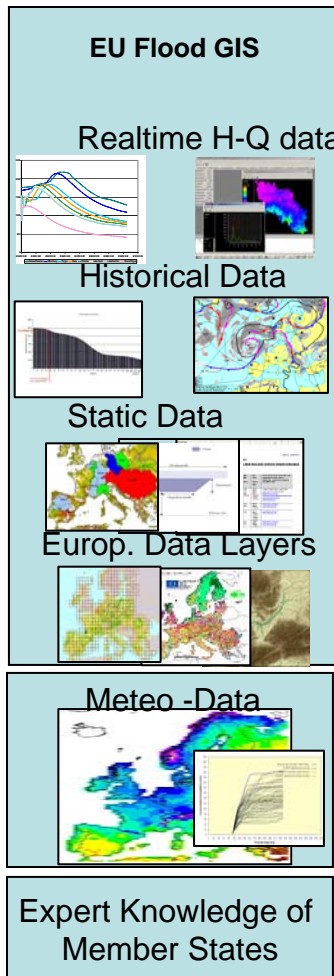 EU Flood GIS
Realtime H-Q data
Historical Data
Static Data
Europ. Data Layers
Meteo -Data
Expert Knowledge of
Member States